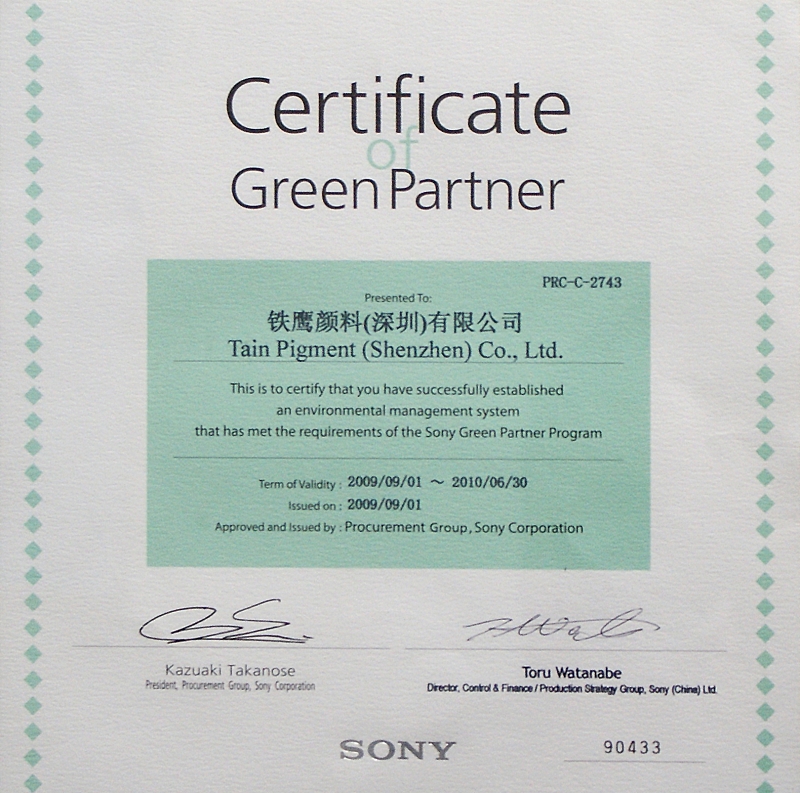 Certificate
of
Green Partner
PRC-C-2743
Presented To:
铁鹰颜料(深圳)有限公司
Tain Pigment (Shenzhen) Co., Ltd.
This is to certify that you have successfully established
an environmental management system
that has met the requirements of the Sony Green Partner Program
Term of Validity : 2009/09/01 ～ 2010/06/30
Issued on : 2009/09/01
Approved and Issued by : Procurement Group, Sony Corporation
Kazuaki Takanose
President, Procurement Group, Sony Corporation
Toru Watanabe
Director, Control & Finance / Production Strategy Group, Sony (China) Ltd.
SONY
90433